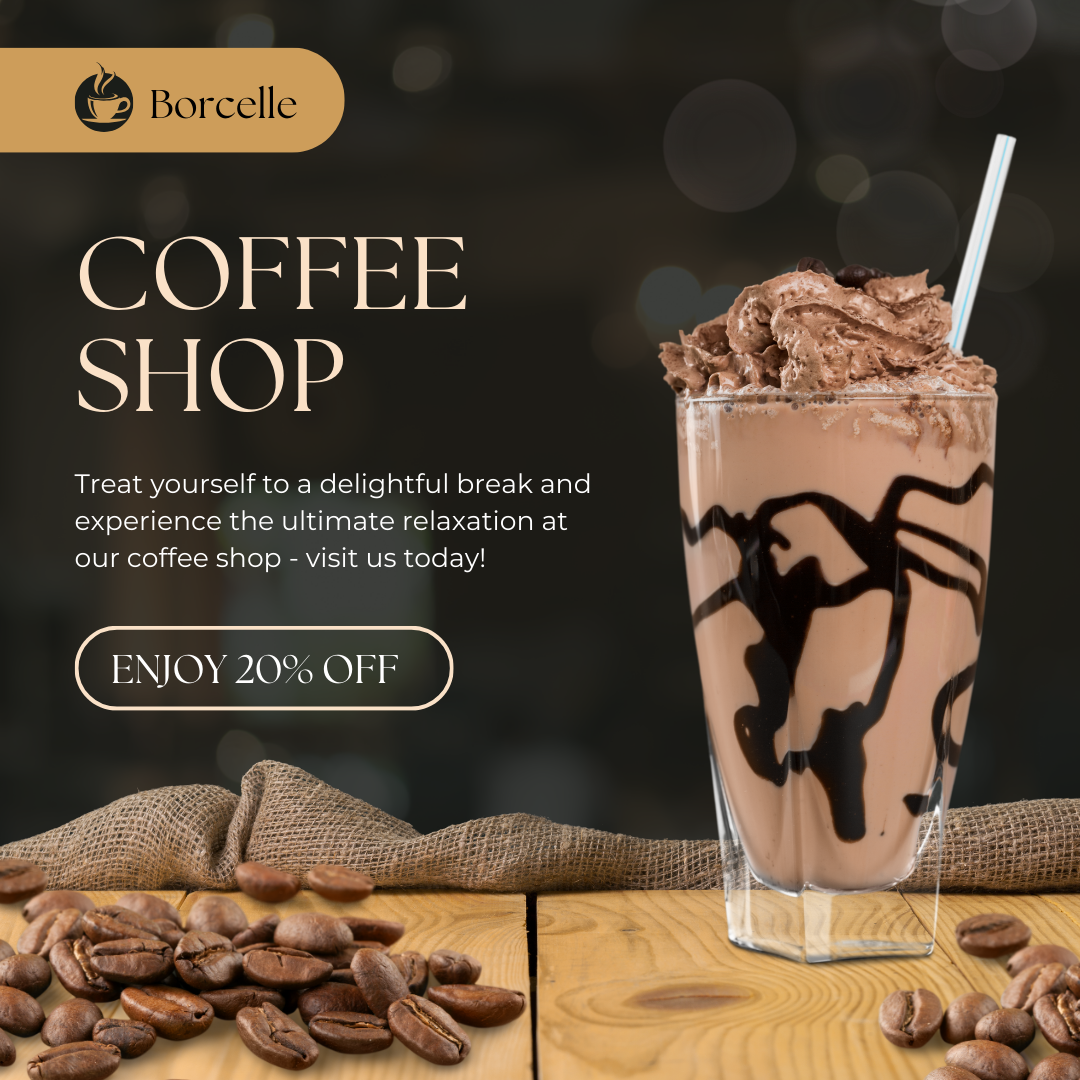 Borcelle
COFFEE
SHOP
Treat yourself to a delightful break and
experience the ultimate relaxation at
our coffee shop - visit us today!
ENJOY 20% OFF